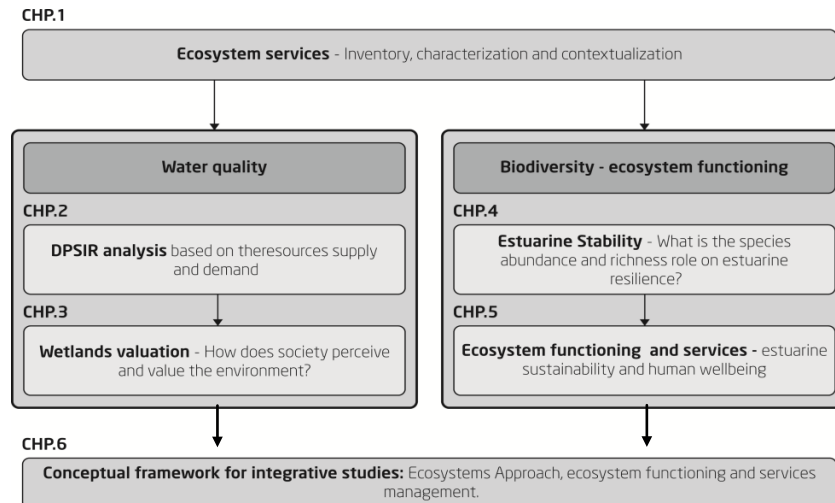 CHP.1
Ecosystem services - Inventory, characterization and contextualization
Water quality
CHP.2
DPSIR analysis based on theresources supply
and demand
CHP.3
Wetlands valuation - How does society perceive
and value the environment?
Biodiversity - ecosystem functioning
CHP.4
Estuarine Stability - What is the species
abundance and richness role on estuarine
resilience?
CHP.5
Ecosystem functioning and services - estuarine
sustainability and human wellbeing
CHP.6
Conceptual framework for integrative studies: Ecosystems Approach, ecosystem functioning and services
management.